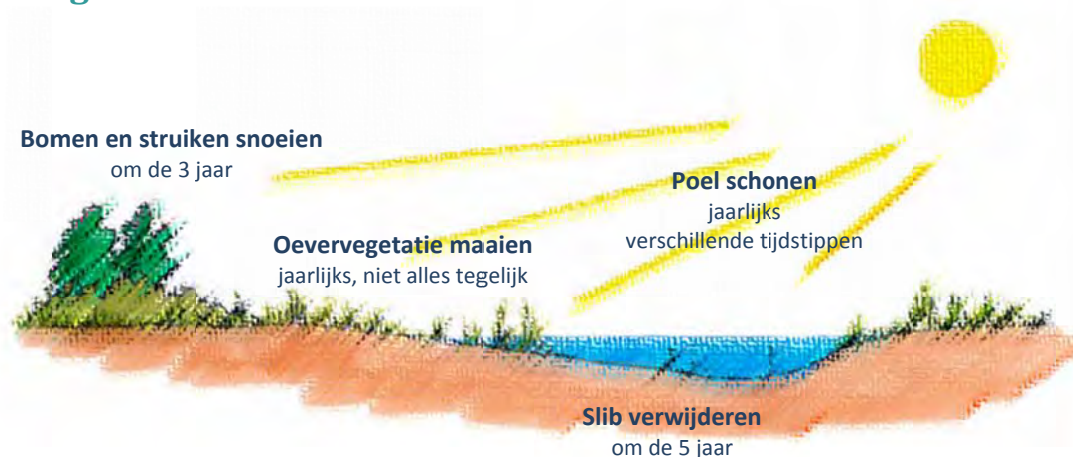 Bomen en struiken snoeien
om de 3 jaar
Poel schonen
jaarlijks
verschillende tijdstippen
Oevervegetatie maaien
jaarlijks, niet alles tegelijk
Slib verwijderen
om de 5 jaar